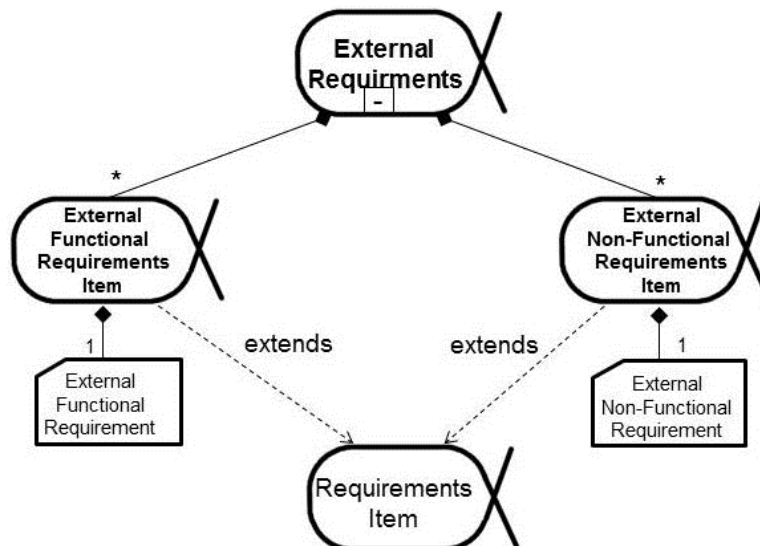 External
Requirments
-
*
*
External
Functional
Requirements
Item
External
Non-Functional
Requirements
Item
extends
extends
1
1
External
Functional
Requirement
External
Non-Functional
Requirement
Requirements
Item